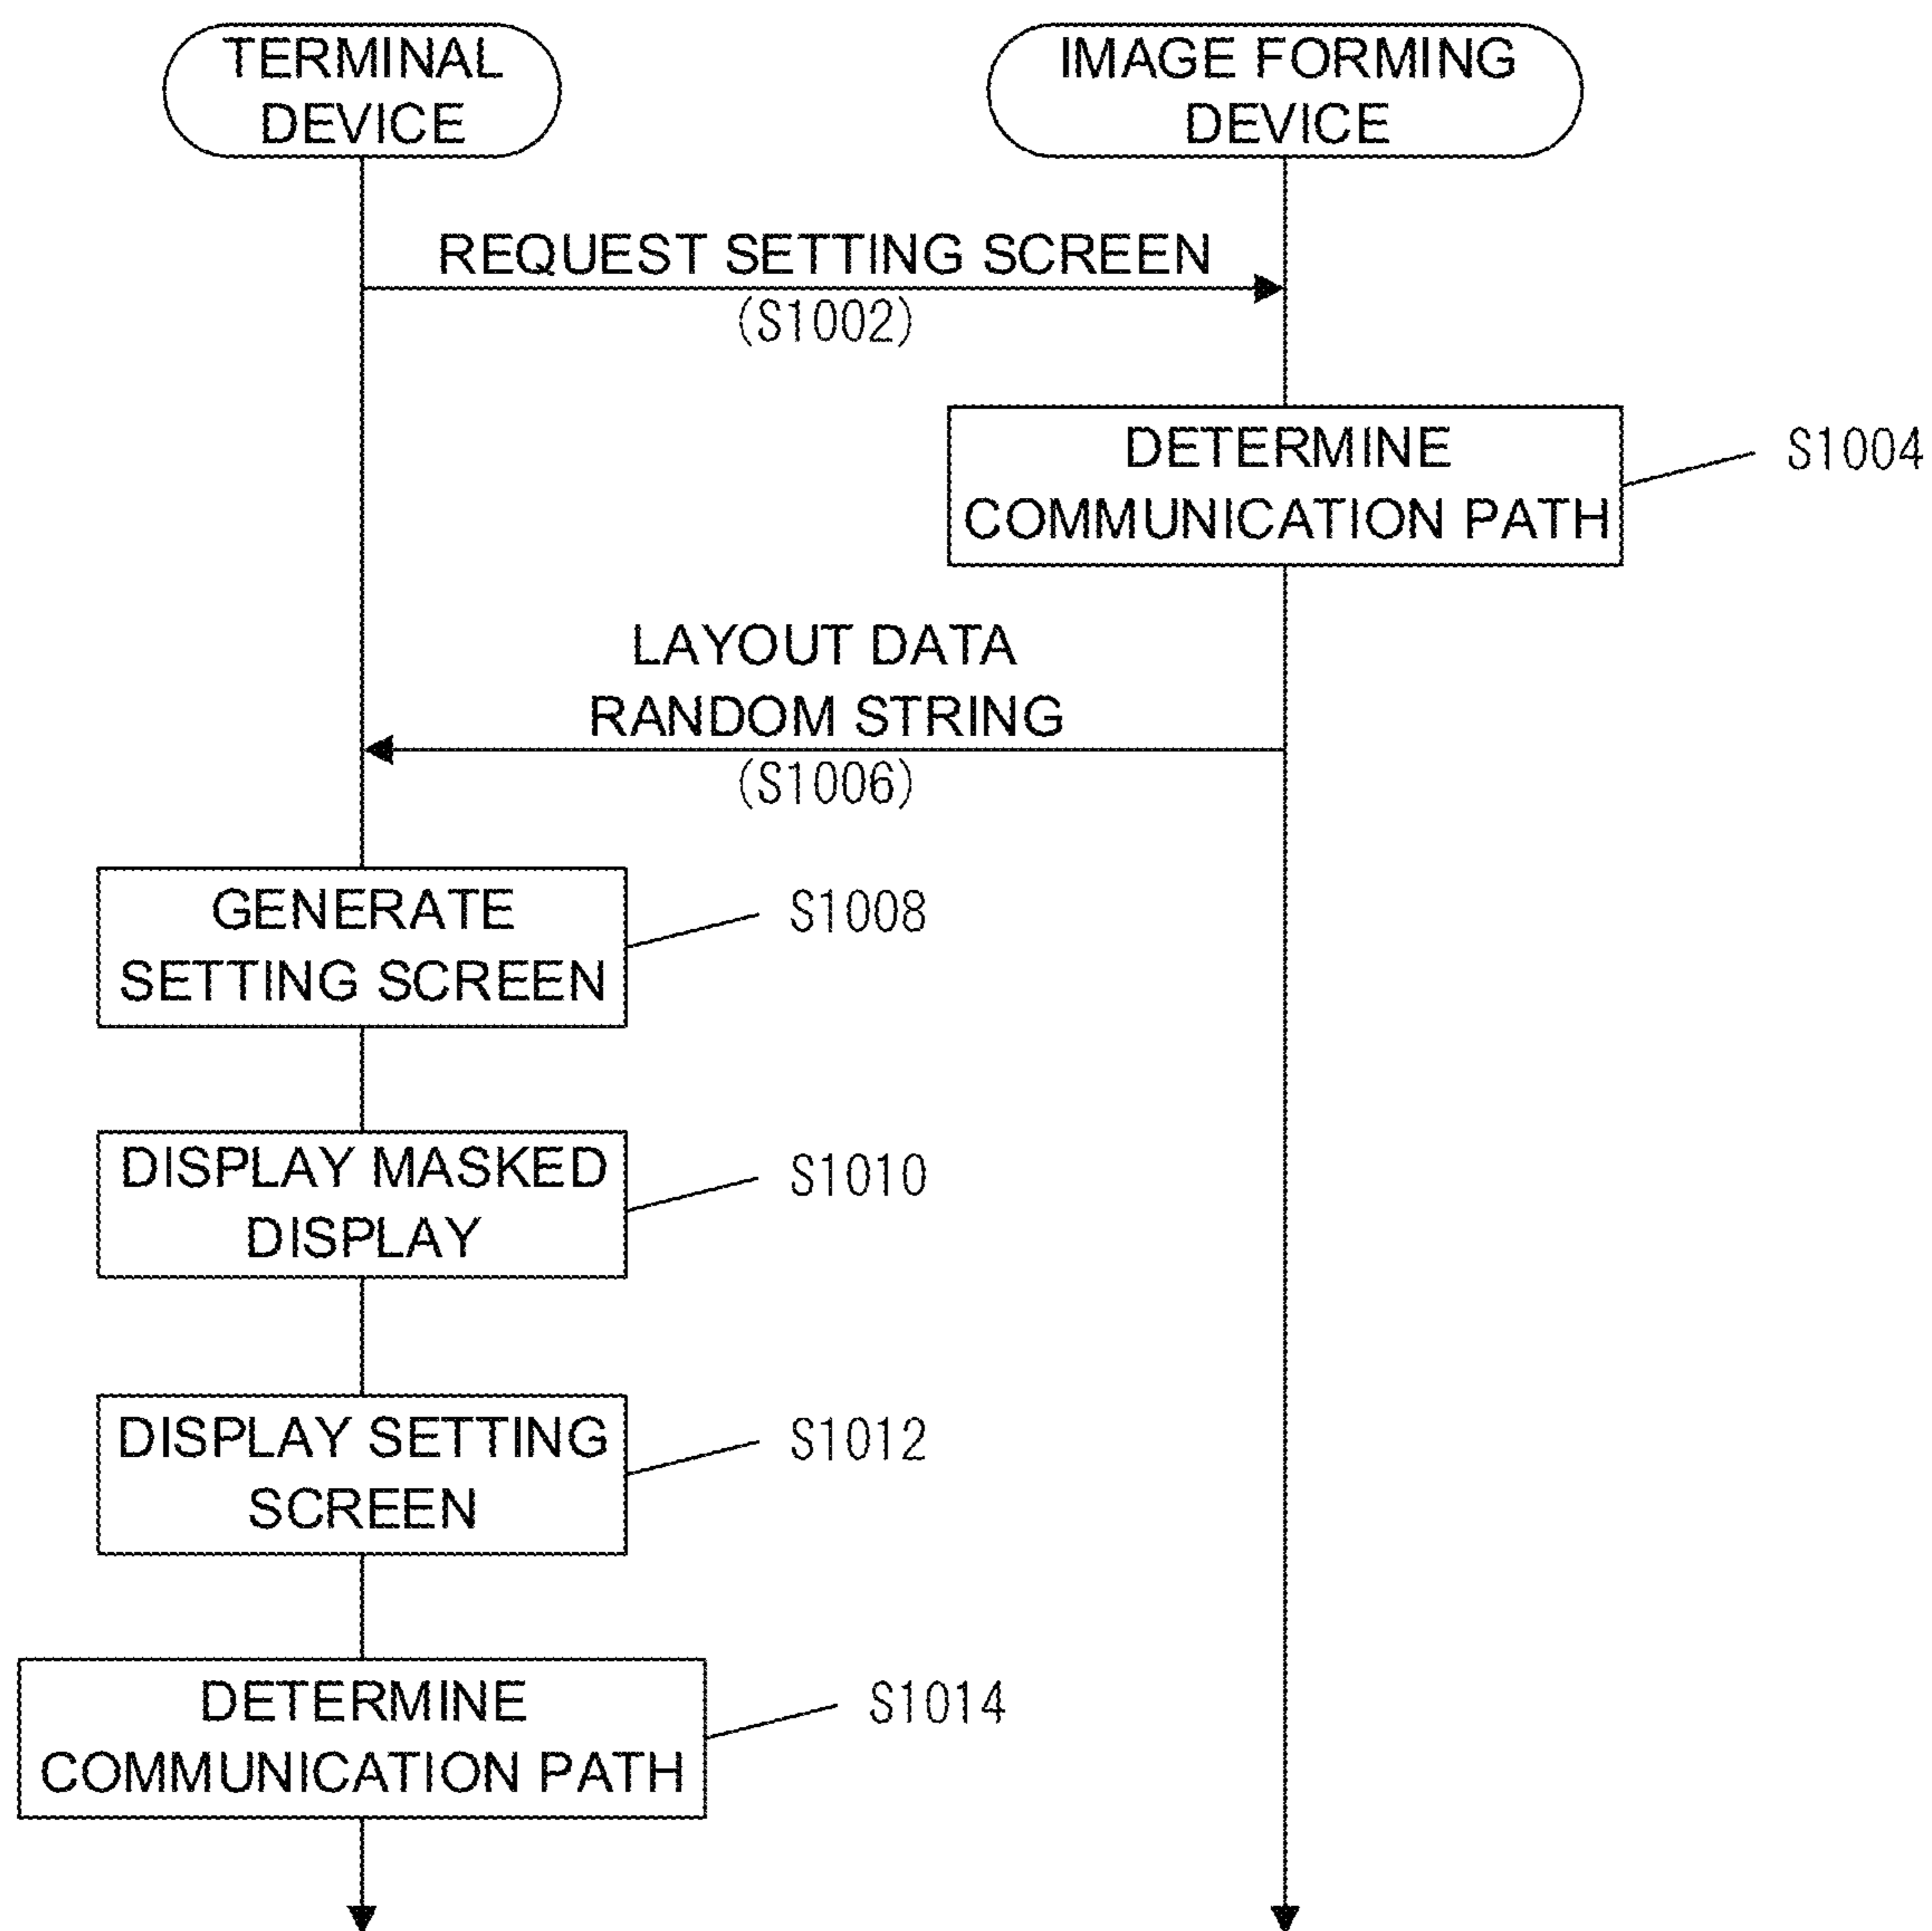 TERMINAL
DEVICE
IMAGE FORMING
DEVICE
REQUEST SETTING SCREEN
(S1002)
DETERMINE
COMMUNICATION PATH
S1004
LAYOUT DATA
RANDOM STRING
(S1006)
GENERATE
SETTING SCREEN
S1008
DISPLAY MASKED
DISPLAY
S1010
DISPLAY SETTING
SCREEN
S1012
DETERMINE
COMMUNICATION PATH
S1014